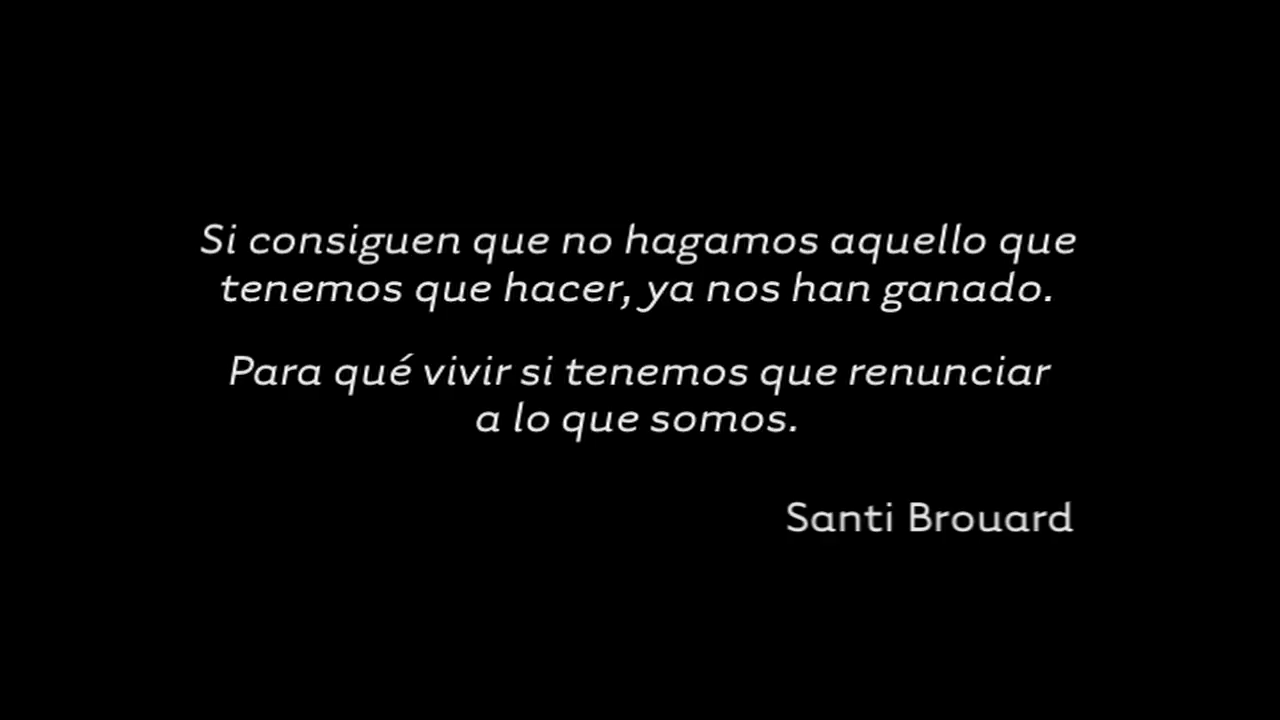 Si consiguen que no hagamos aquello que
tenemos que hacer, ya nos han ganado.
Para qué vivir si tenemos que renunciar
a lo que somos.
Santi Brouard